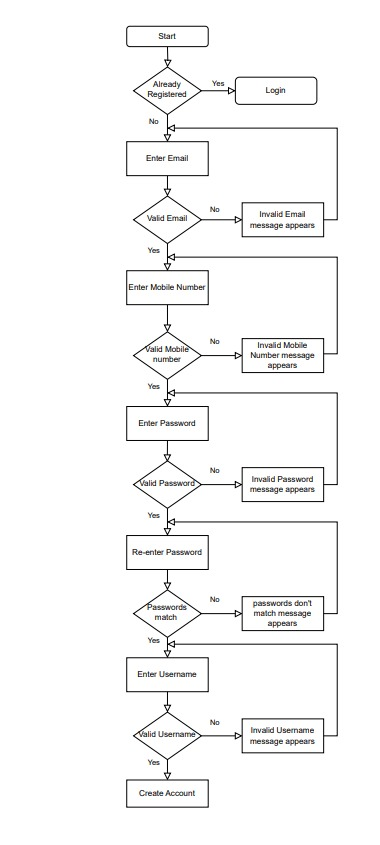 Start
Already
Registered
Yes
Login
No
Enter Email
Valid Email
No
Invalid Email
message appears
Yes
Enter Mobile Number
Valid Mobile
number
No
Invalid Mobile
Number message
appears
Yes
Enter Password
Valid Password
No
Invalid Password
message appears
Yes
Re-enter Password
Passwords
match
No
passwords don't
match message
appears
Yes
Enter Username
Valid Username
No
Invalid Username
message appears
Yes
Create Account